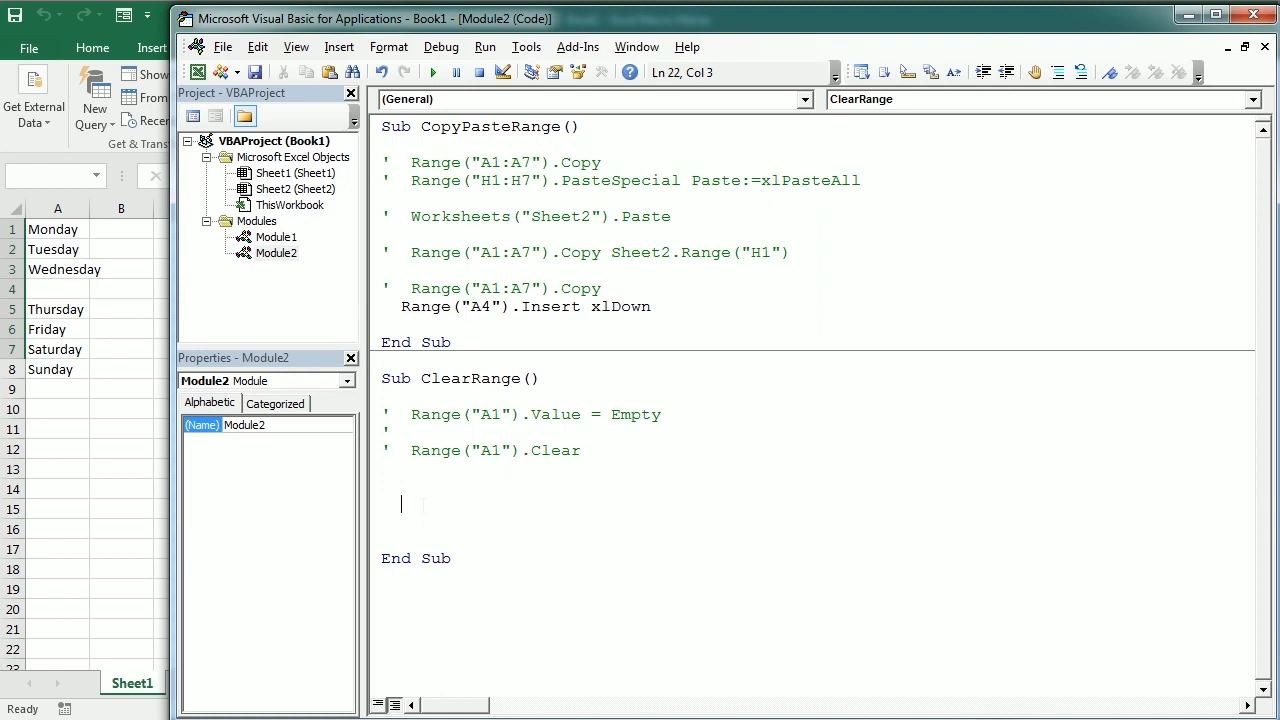 Microsoft Visual Basic for Applications - Book1 - [Module2 (Code)]
File Home Insert
File Edit View Insert Format Debug Run Tools Add-Ins Window Help
Ln 22, Col 3
Get External
Data
New
Query
Show
From
Recen
Get & Trans
Project - VBAProject
VBAProject (Book1)
Microsoft Excel Objects
Sheet1 (Sheet1)
Sheet2 (Sheet2)
ThisWorkbook
Modules
Module1
Module2
Properties - Module2
Module2 Module
Alphabetic Categorized
(Name) Module2
(General) ClearRange
Sub CopyPasteRange()
' Range("A1:A7").Copy
' Range("H1:H7").PasteSpecial Paste:=xlPasteAll
' Worksheets("Sheet2").Paste
' Range("A1:A7").Copy Sheet2.Range("H1")
' Range("A1:A7").Copy
Range("A4").Insert xlDown
End Sub
Sub ClearRange()
' Range("A1").Value = Empty
'
' Range("A1").Clear
End Sub
A B
1 Monday
2 Tuesday
3 Wednesday
4
5 Thursday
6 Friday
7 Saturday
8 Sunday
9
10
11
12
13
14
15
16
17
18
19
20
21
22
23
Sheet1
Ready